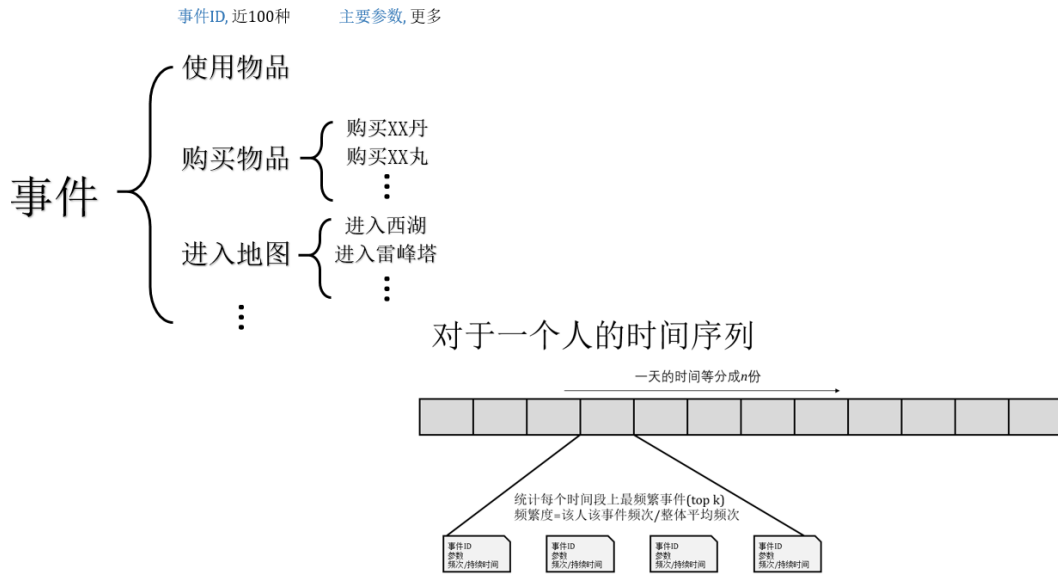 事件ID, 近100种
主要参数, 更多
事件
使用物品
购买物品
购买XX丹
购买XX丸
进入地图
进入西湖
进入雷峰塔
对于一个人的时间序列
一天的时间等分成n份
统计每个时间段上最频繁事件(top k)
频繁度=该人该事件频次/整体平均频次
事件ID
参数
频次/持续时间
事件ID
参数
频次/持续时间
事件ID
参数
频次/持续时间
事件ID
参数
频次/持续时间